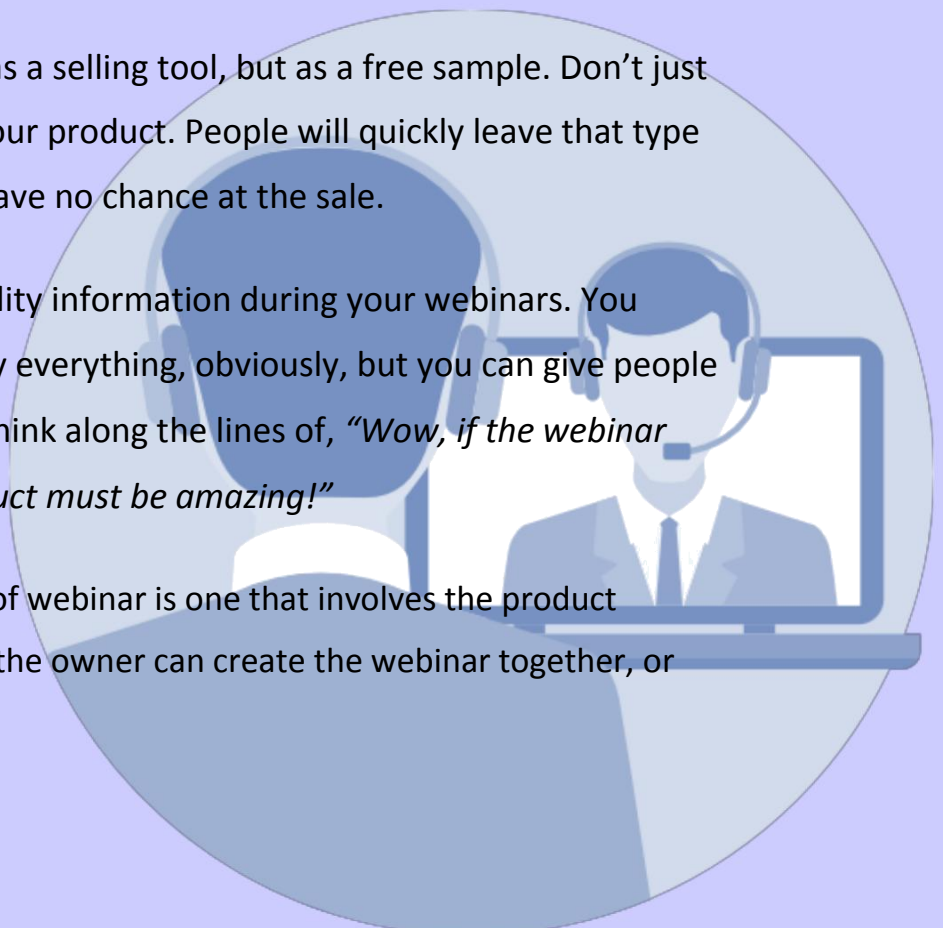 as a selling tool, but as a free sample. Don’t just
our product. People will quickly leave that type
ave no chance at the sale.
lity information during your webinars. You
y everything, obviously, but you can give people
hink along the lines of, “Wow, if the webinar
uct must be amazing!”
of webinar is one that involves the product
the owner can create the webinar together, or